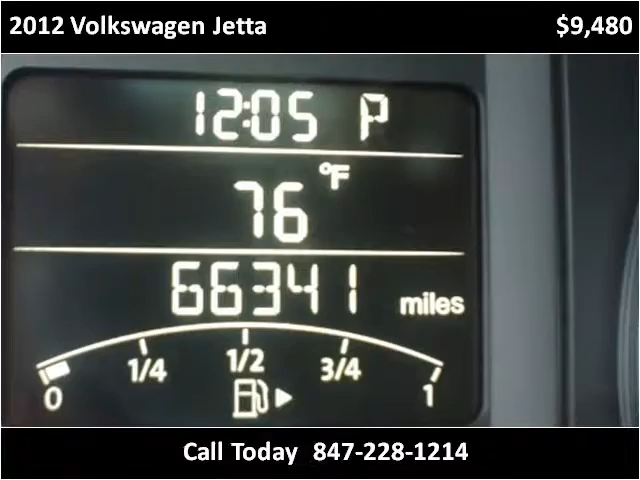 2012 Volkswagen Jetta $9,480
12:05 P
76 °F
66341 miles
0 1/4 1/2 3/4 1
Call Today 847-228-1214